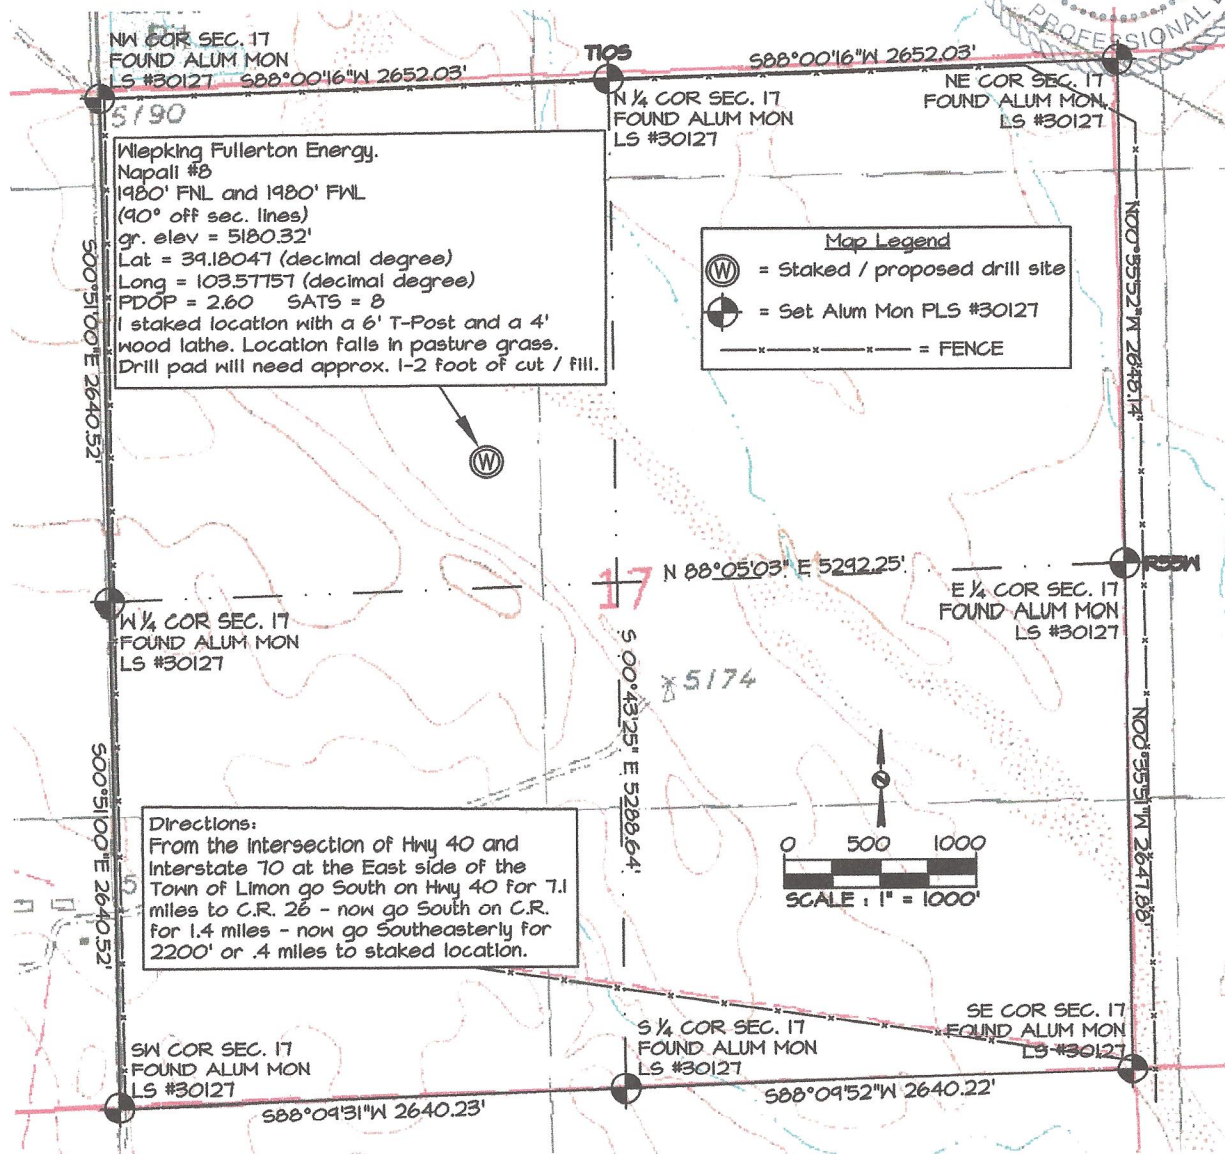 PROFESSIONAL
NW COR SEC. 17
FOUND ALUM MON
LS #30127
S88°00'16"W 2652.03'
T10S
S88°00'16"W 2652.03'
N ¼ COR SEC. 17
FOUND ALUM MON
LS #30127
NE COR SEC. 17
FOUND ALUM MON.
LS #30127
5190
Wiepking Fullerton Energy.
Napali #8
1980' FNL and 1980' FWL
(90° off sec. lines)
gr. elev = 5180.32'
Lat = 39.18047 (decimal degree)
Long = 103.57757 (decimal degree)
PDOP = 2.60 SATS = 8
I staked location with a 6' T-Post and a 4'
wood lathe. Location falls in pasture grass.
Drill pad will need approx. 1-2 foot of cut / fill.
S00°51'00"E 2640.52'
Map Legend
W = Staked / proposed drill site
= Set Alum Mon PLS #30127
= FENCE
N00°35'52"W 2648.14'
W
17
N 88°05'03" E 5292.25'
R55W
W ¼ COR SEC. 17
FOUND ALUM MON
LS #30127
E ¼ COR SEC. 17
FOUND ALUM MON
LS #30127
S 00°43'25" E 5288.64'
5174
N00°35'51"W 2647.88'
S00°51'00"E 2640.52'
N
Directions:
From the intersection of Hwy 40 and
Interstate 70 at the East side of the
Town of Limon go South on Hwy 40 for 7.1
miles to C.R. 26 - now go South on C.R.
for 1.4 miles - now go Southeasterly for
2200' or .4 miles to staked location.
5
0 500 1000
SCALE : 1" = 1000'
SW COR SEC. 17
FOUND ALUM MON
LS #30127
S ¼ COR SEC. 17
FOUND ALUM MON
LS #30127
SE COR SEC. 17
FOUND ALUM MON
LS #30127
S88°09'31"W 2640.23'
S88°09'52"W 2640.22'